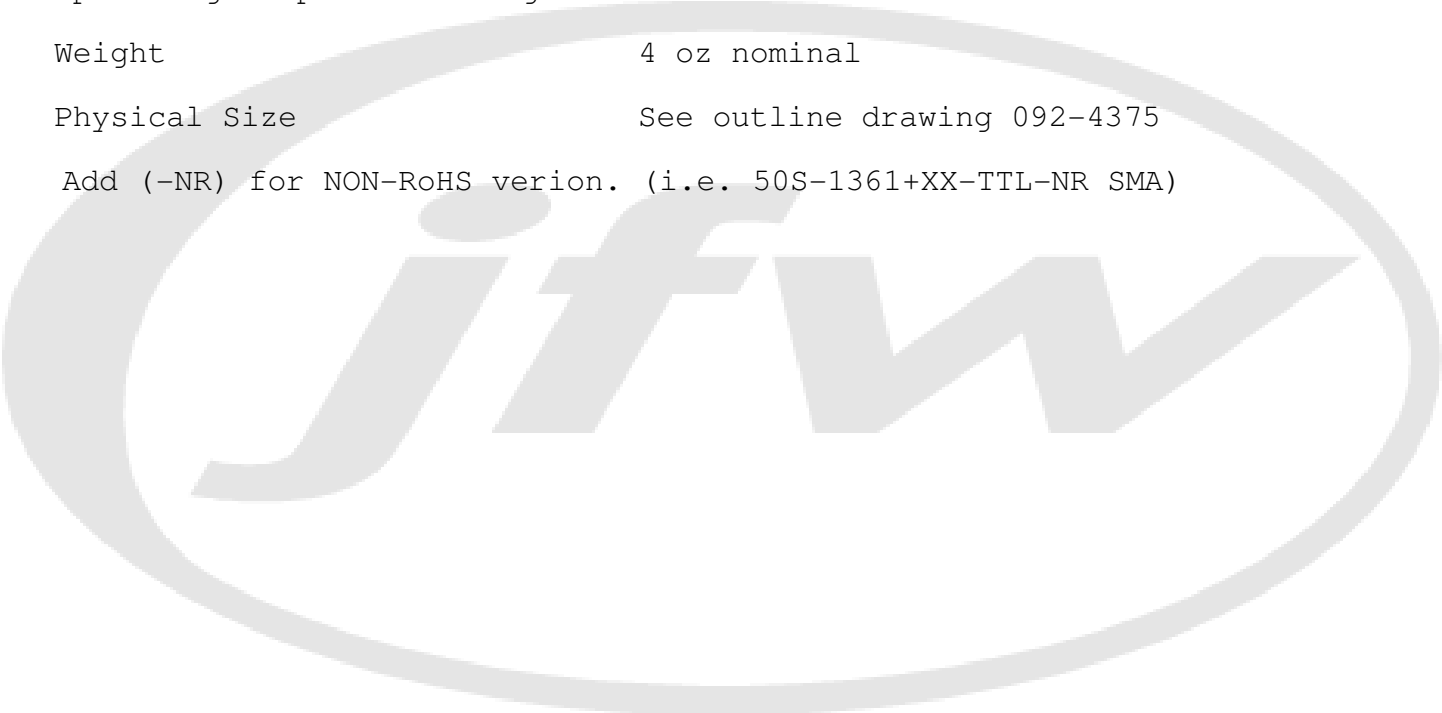 Weight 4 oz nominal
Physical Size See outline drawing 092-4375
Add (-NR) for NON-RoHS verion. (i.e. 50S-1361+XX-TTL-NR SMA)
jfw